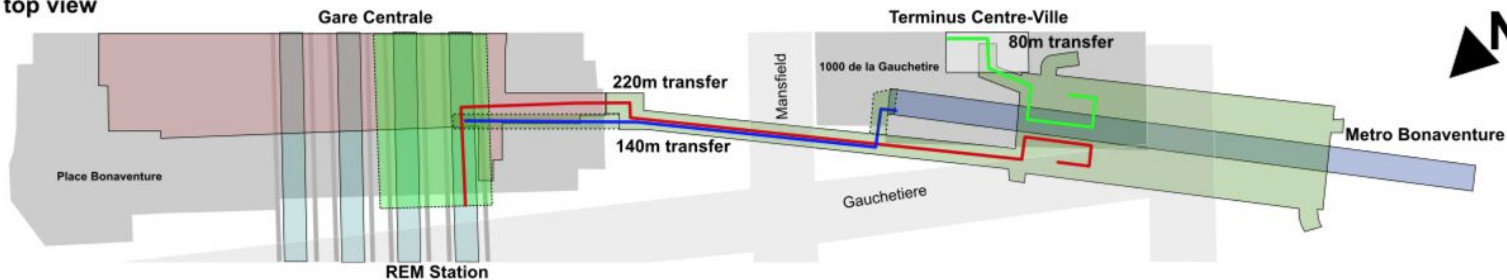 top view
Gare Centrale
Terminus Centre-Ville
N
80m transfer
220m transfer
Mansfield
1000 de la Gauchetire
Metro Bonaventure
140m transfer
Place Bonaventure
Gauchetiere
REM Station